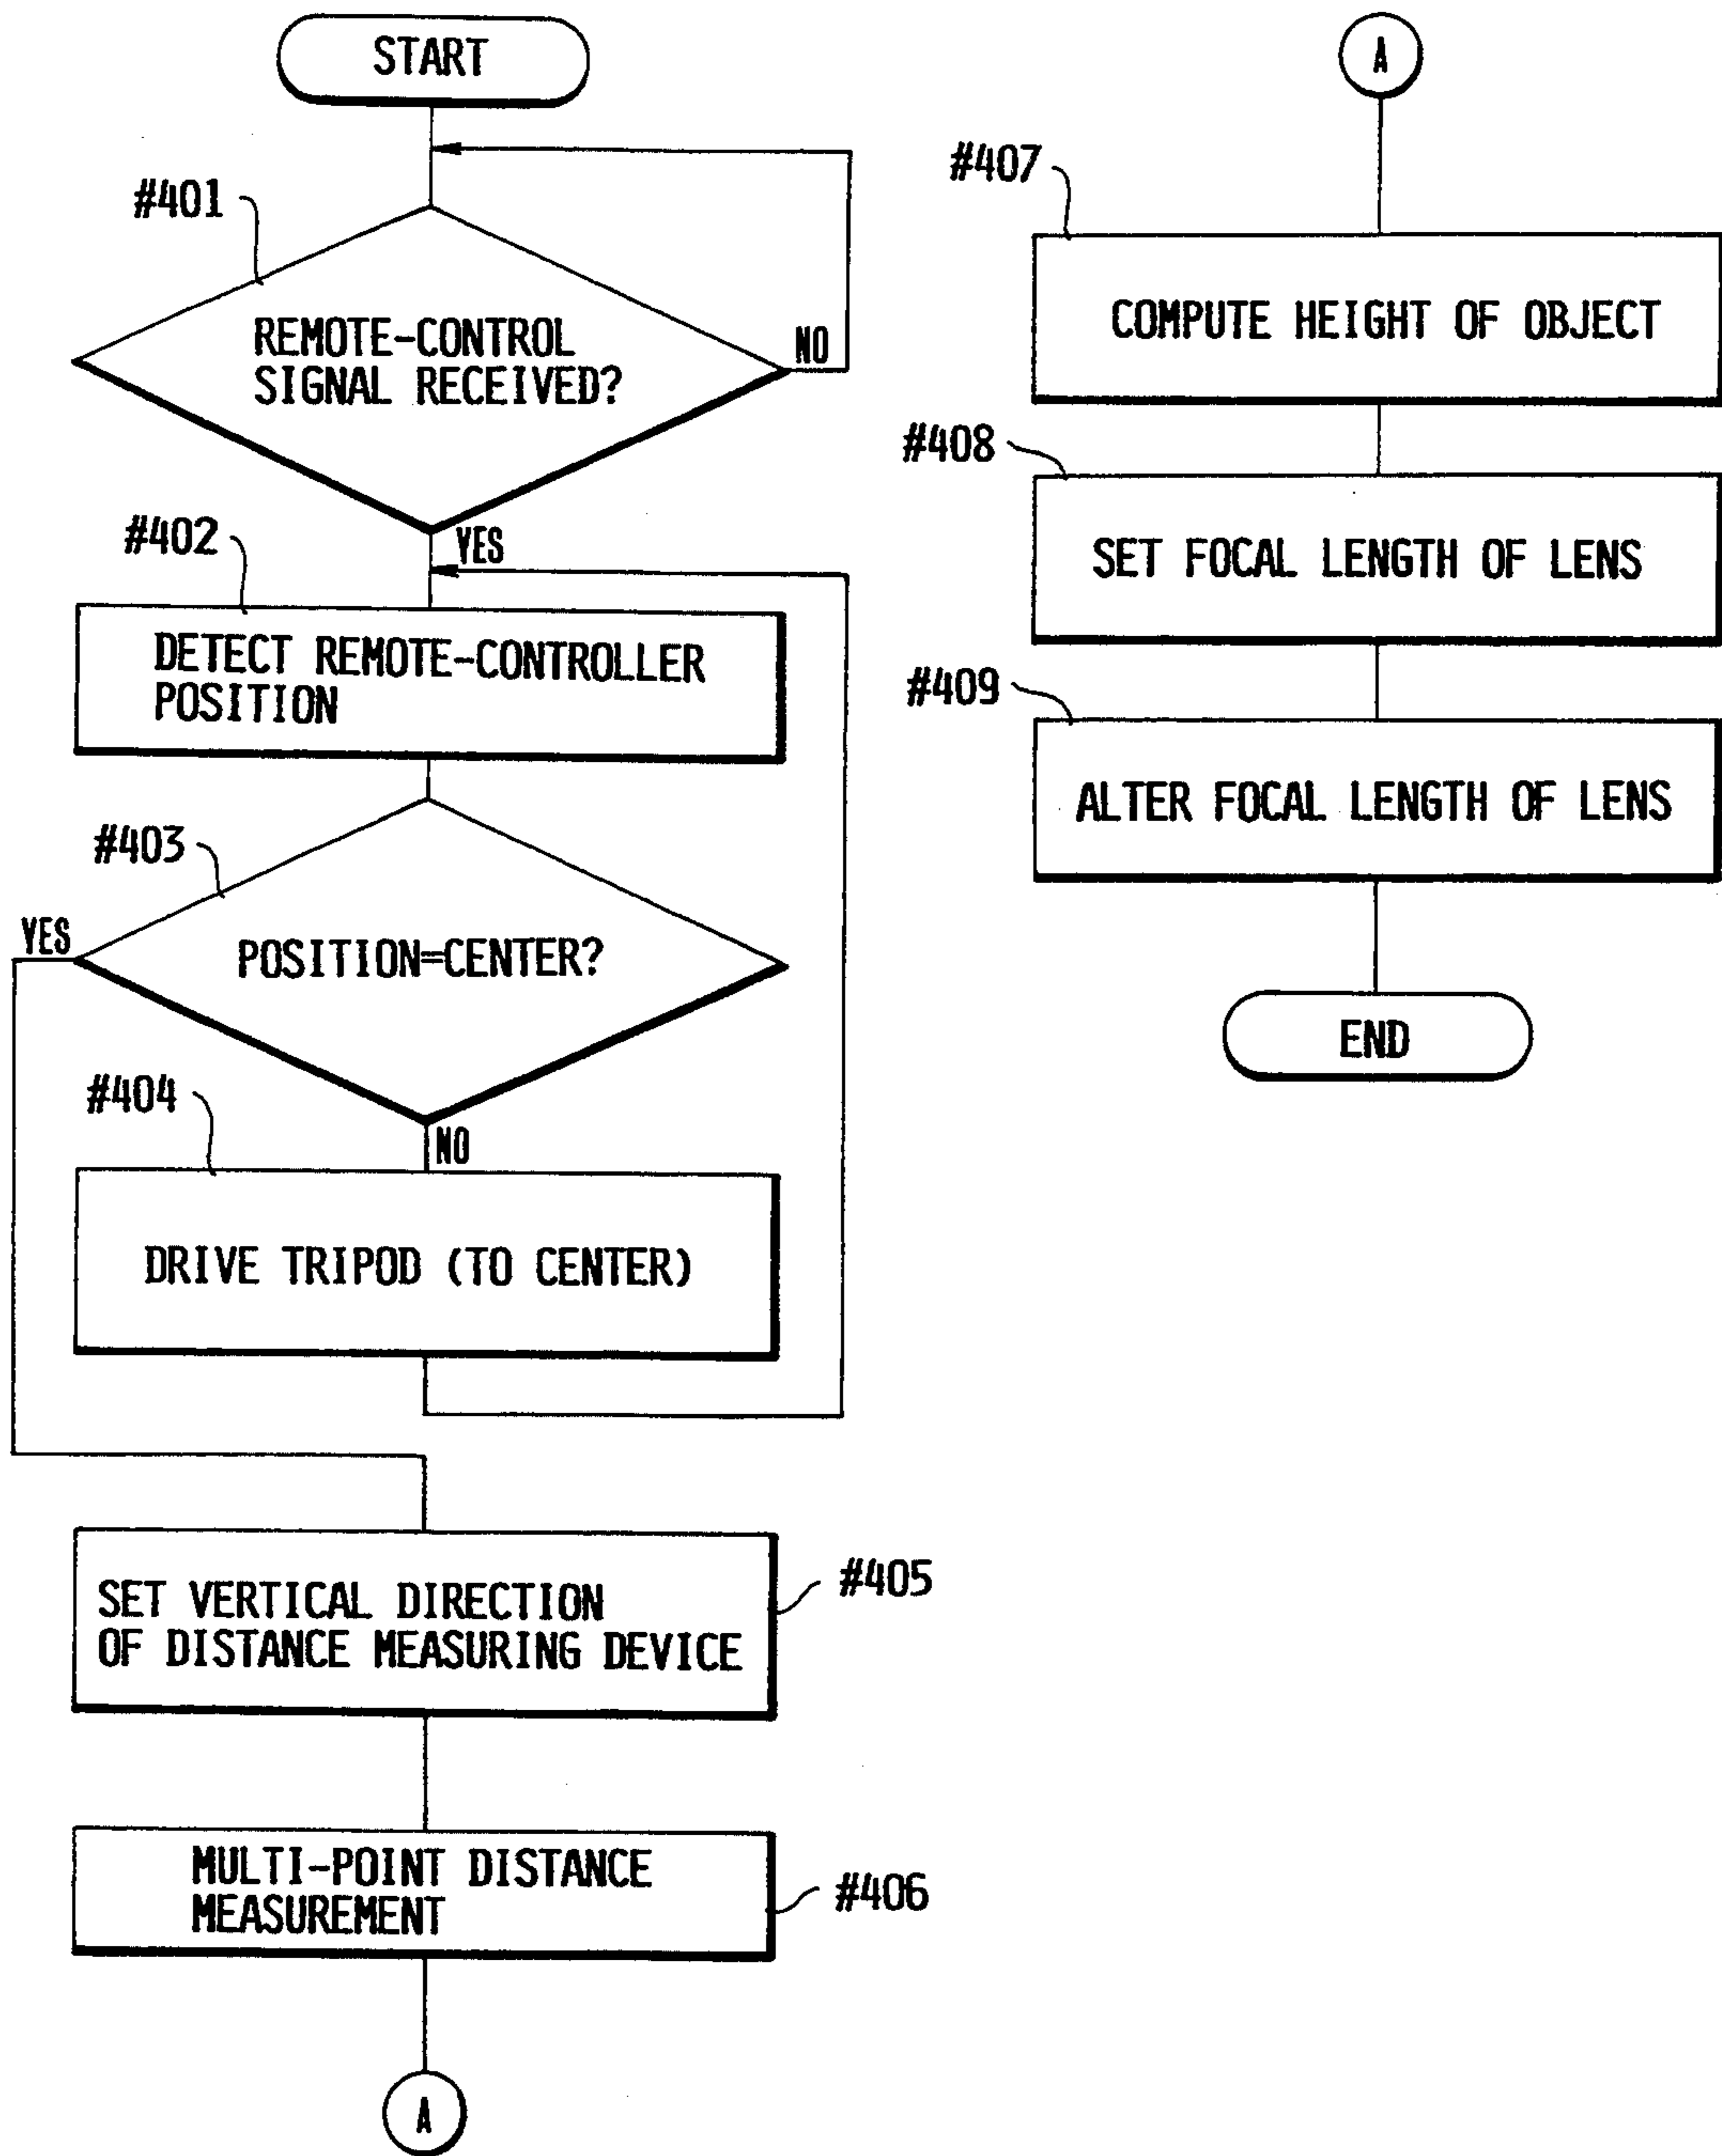 START
#401
REMOTE-CONTROL
SIGNAL RECEIVED?
NO
YES
#402
DETECT REMOTE-CONTROLLER
POSITION
#403
YES
POSITION=CENTER?
#404
NO
DRIVE TRIPOD (TO CENTER)
SET VERTICAL DIRECTION
OF DISTANCE MEASURING DEVICE
#405
MULTI-POINT DISTANCE
MEASUREMENT
#406
A
A
#407
COMPUTE HEIGHT OF OBJECT
#408
SET FOCAL LENGTH OF LENS
#409
ALTER FOCAL LENGTH OF LENS
END